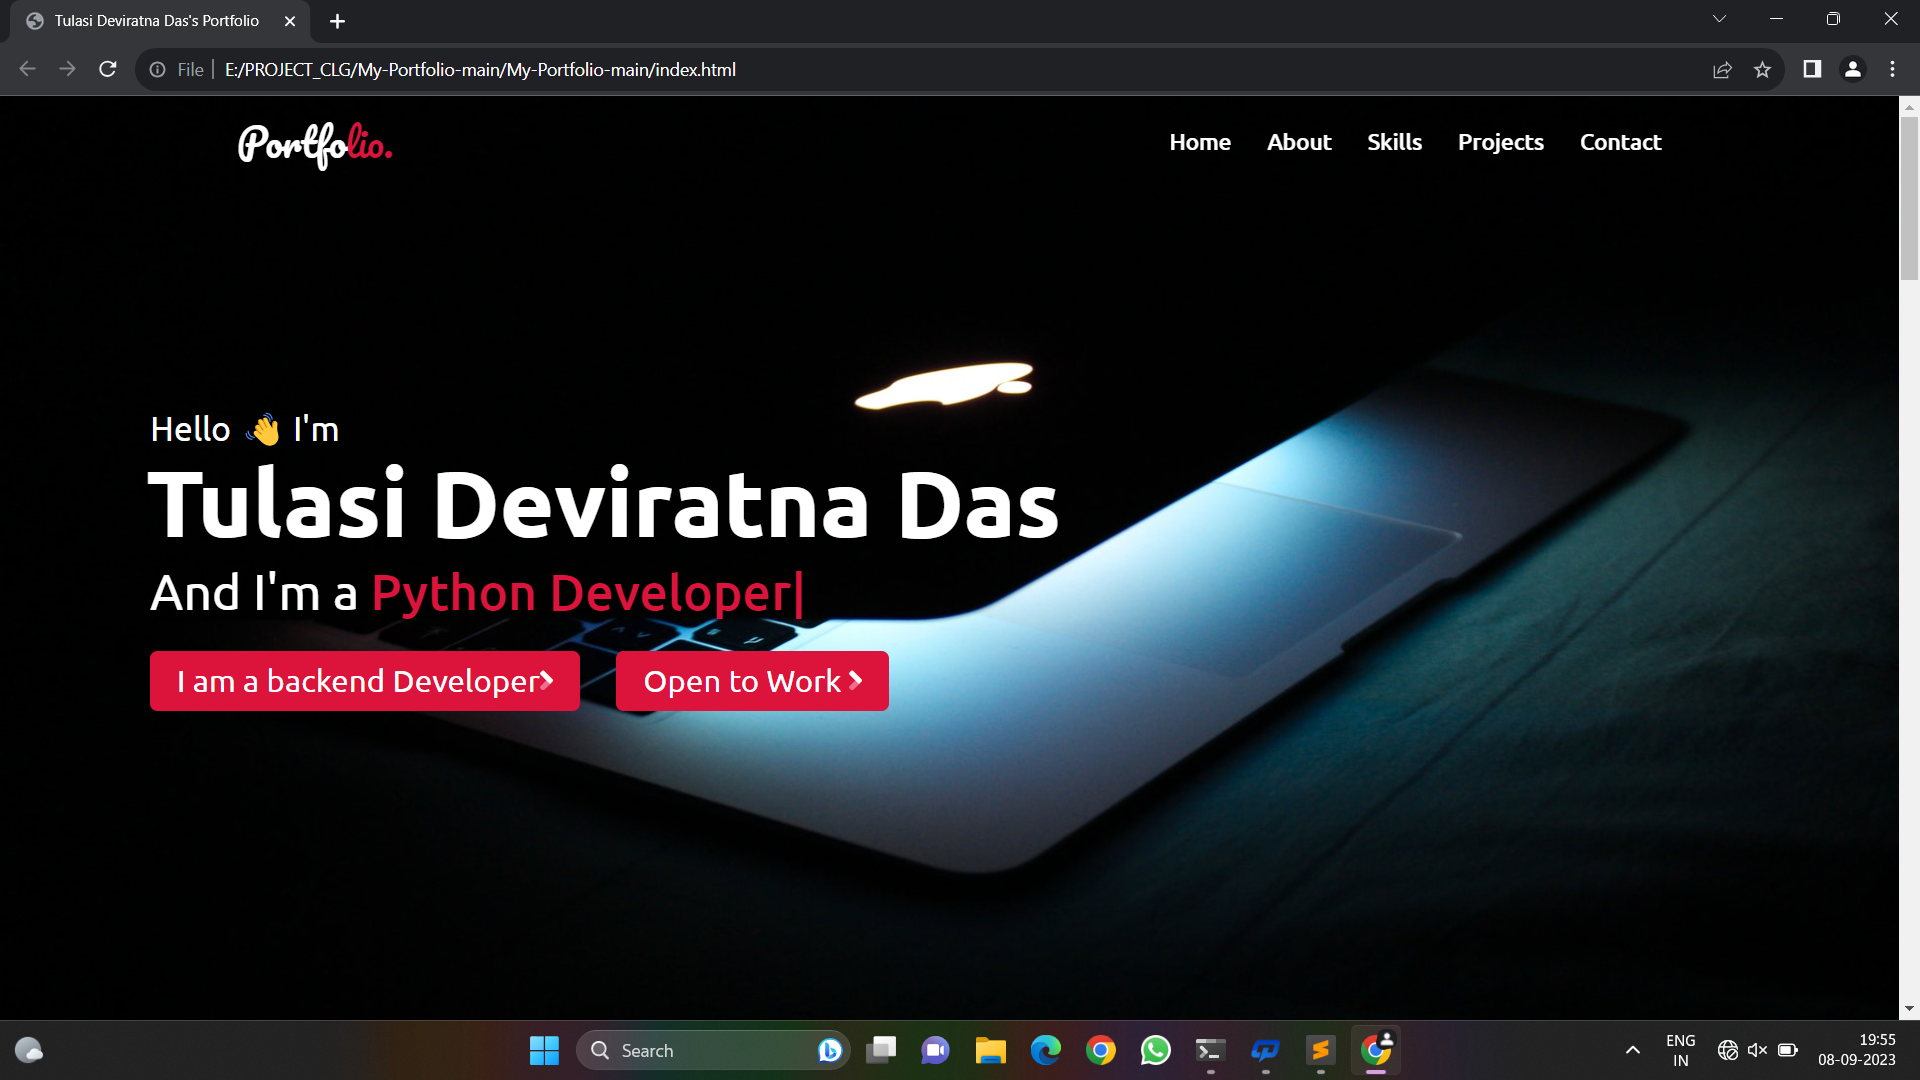 Tulasi Deviratna Das's Portfolio
File E:/PROJECT_CLG/My-Portfolio-main/My-Portfolio-main/index.html
Portfolio.
Home About Skills Projects Contact
Hello 👋 I'm
Tulasi Deviratna Das
And I'm a Python Developer|
I am a backend Developer Open to Work
Search
ENG
IN
19:55
08-09-2023